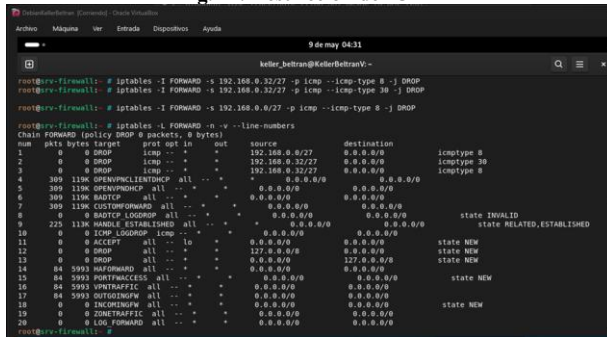 DebianKellerBeltran [Corriendo] - Oracle VirtualBox
Archivo Máquina Ver Entrada Dispositivos Ayuda
9 de may 04:31
keller_beltran@KellerBeltranV: ~
root@srv-firewall:~ # iptables -I FORWARD -s 192.168.0.32/27 -p icmp --icmp-type 8 -j DROP
root@srv-firewall:~ # iptables -I FORWARD -s 192.168.0.32/27 -p icmp --icmp-type 30 -j DROP
root@srv-firewall:~ # iptables -I FORWARD -s 192.168.0.0/27 -p icmp --icmp-type 8 -j DROP
root@srv-firewall:~ # iptables -L FORWARD -n -v --line-numbers
Chain FORWARD (policy DROP 0 packets, 0 bytes)
num pkts bytes target prot opt in out source destination
1 0 0 DROP icmp -- * * 192.168.0.0/27 0.0.0.0/0 icmptype 8
2 0 0 DROP icmp -- * * 192.168.0.32/27 0.0.0.0/0 icmptype 30
3 0 0 DROP icmp -- * * 192.168.0.32/27 0.0.0.0/0 icmptype 8
4 309 119K OPENVPNCLIENTDHCP all -- * * 0.0.0.0/0 0.0.0.0/0
5 309 119K OPENVPNDHCP all -- * * 0.0.0.0/0 0.0.0.0/0
6 309 119K BADTCP all -- * * 0.0.0.0/0 0.0.0.0/0
7 309 119K CUSTOMFORWARD all -- * * 0.0.0.0/0 0.0.0.0/0
8 0 0 BADTCP_LOGDROP all -- * * 0.0.0.0/0 0.0.0.0/0 state INVALID
9 225 113K HANDLE_ESTABLISHED all -- * * 0.0.0.0/0 0.0.0.0/0 state RELATED,ESTABLISHED
10 0 0 ICMP_LOGDROP icmp -- * * 0.0.0.0/0 0.0.0.0/0
11 0 0 ACCEPT all -- lo * 0.0.0.0/0 0.0.0.0/0 state NEW
12 0 0 DROP all -- * * 127.0.0.0/8 0.0.0.0/0 state NEW
13 0 0 DROP all -- * * 0.0.0.0/0 127.0.0.0/8 state NEW
14 84 5993 HAFORWARD all -- * * 0.0.0.0/0 0.0.0.0/0
15 84 5993 PORTFWACCESS all -- * * 0.0.0.0/0 0.0.0.0/0 state NEW
16 84 5993 VPNTRAFFIC all -- * * 0.0.0.0/0 0.0.0.0/0
17 84 5993 OUTGOINGFW all -- * * 0.0.0.0/0 0.0.0.0/0
18 0 0 INCOMINGFW all -- * * 0.0.0.0/0 0.0.0.0/0 state NEW
19 0 0 ZONETRAFFIC all -- * * 0.0.0.0/0 0.0.0.0/0
20 0 0 LOG_FORWARD all -- * * 0.0.0.0/0 0.0.0.0/0
root@srv-firewall:~ #